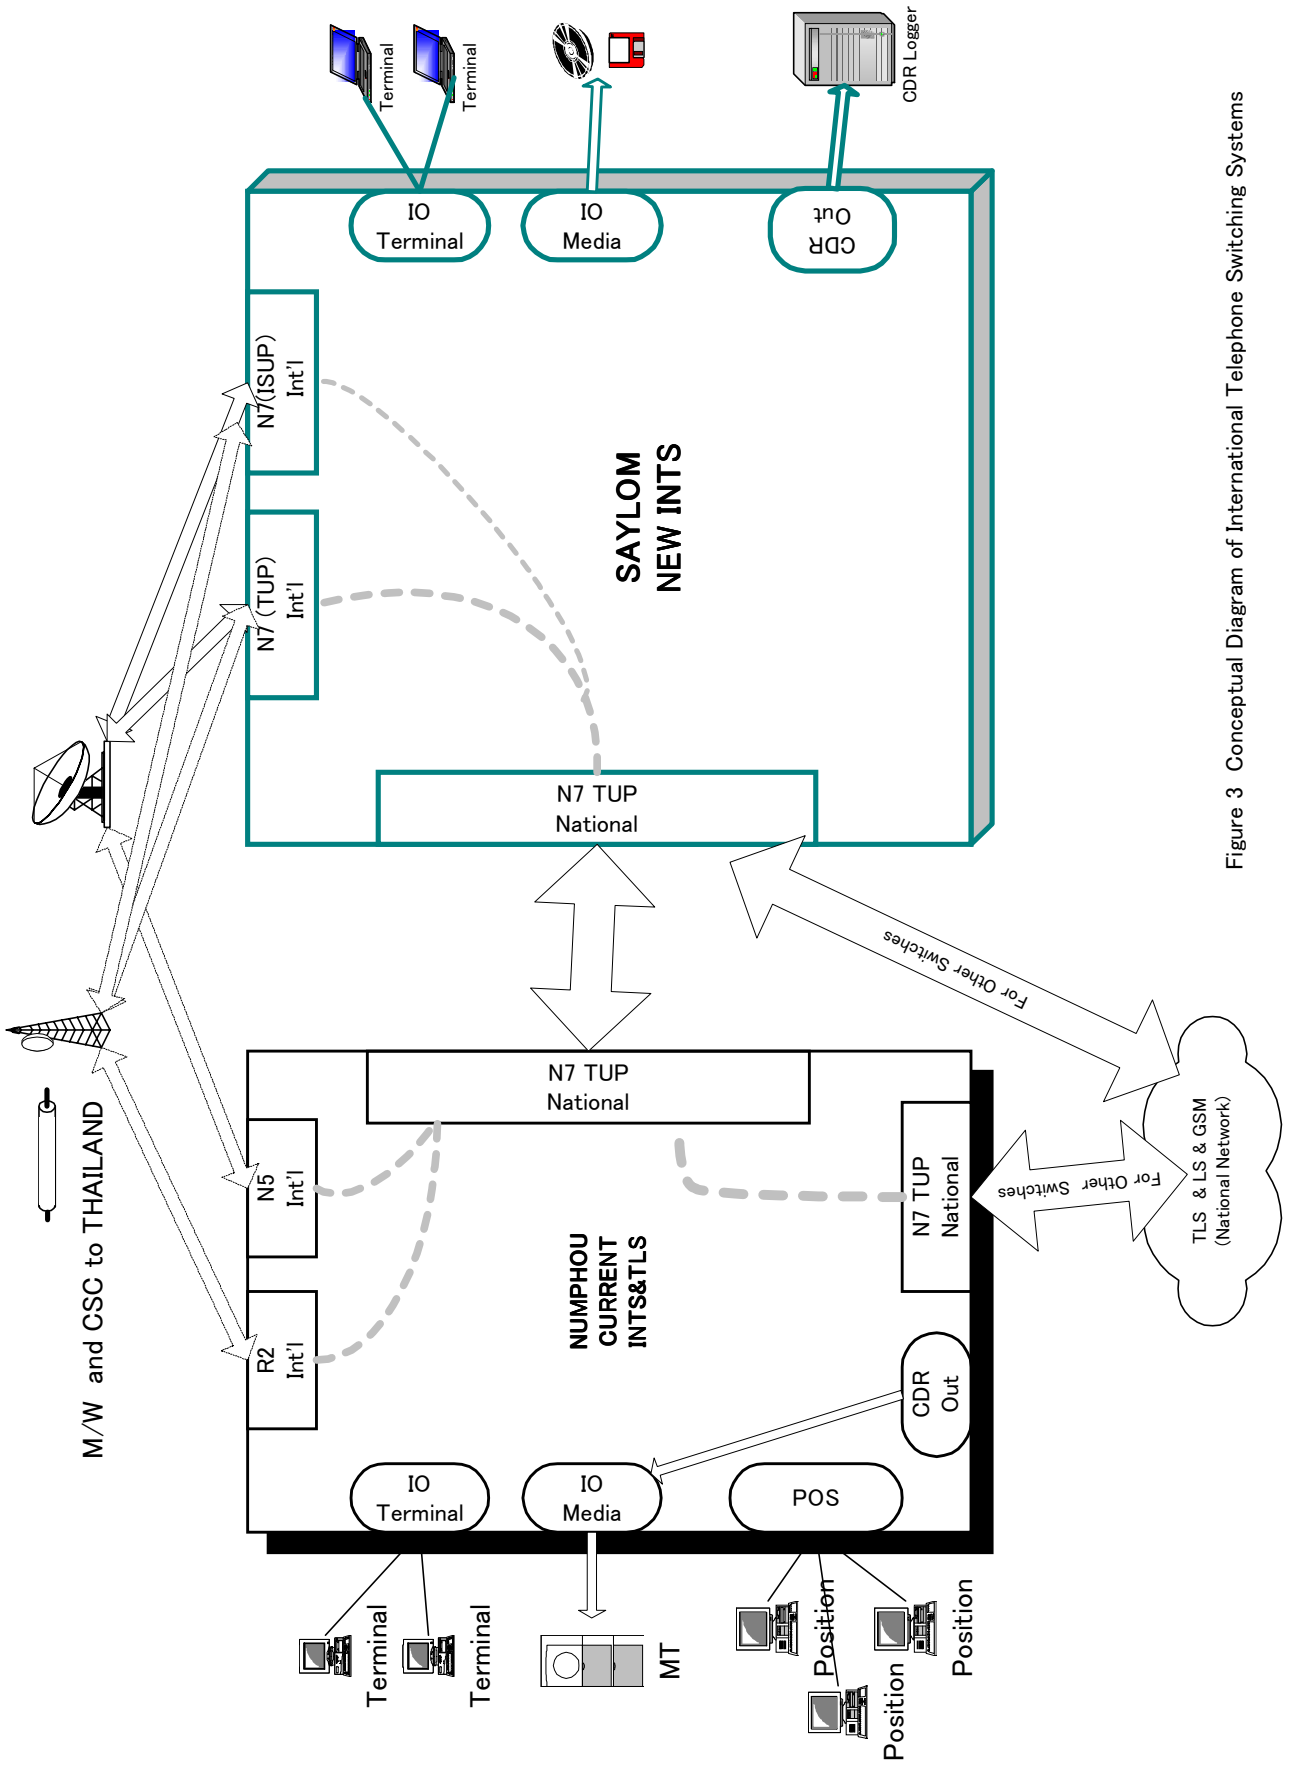 M/W and CSC to THAILAND
R2
Int'l
N5
Int'l
N7 (TUP)
Int'l
N7(ISUP)
Int'l
Terminal
Terminal
IO
Terminal
IO
Terminal
Terminal
Terminal
MT
IO
Media
NUMPHOU
CURRENT
INTS&TLS
N7 TUP
National
N7 TUP
National
SAYLOM
NEW INTS
IO
Media
Position
Position
Position
POS
CDR
Out
N7 TUP
National
For Other Switches
For Other Switches
CDR
Out
CDR Logger
TLS & LS & GSM
(National Network)
Figure 3 Conceptual Diagram of International Telephone Switching Systems